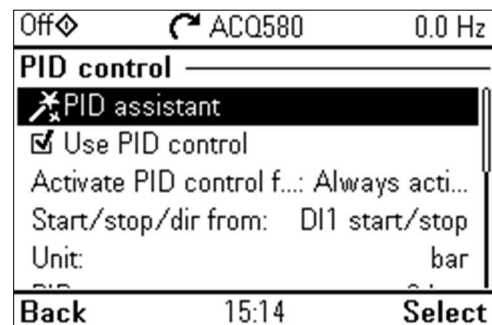 Off ACQ580 0.0 Hz
PID control
PID assistant
Use PID control
Activate PID control f...: Always acti...
Start/stop/dir from: DI1 start/stop
Unit: bar
Back 15:14 Select